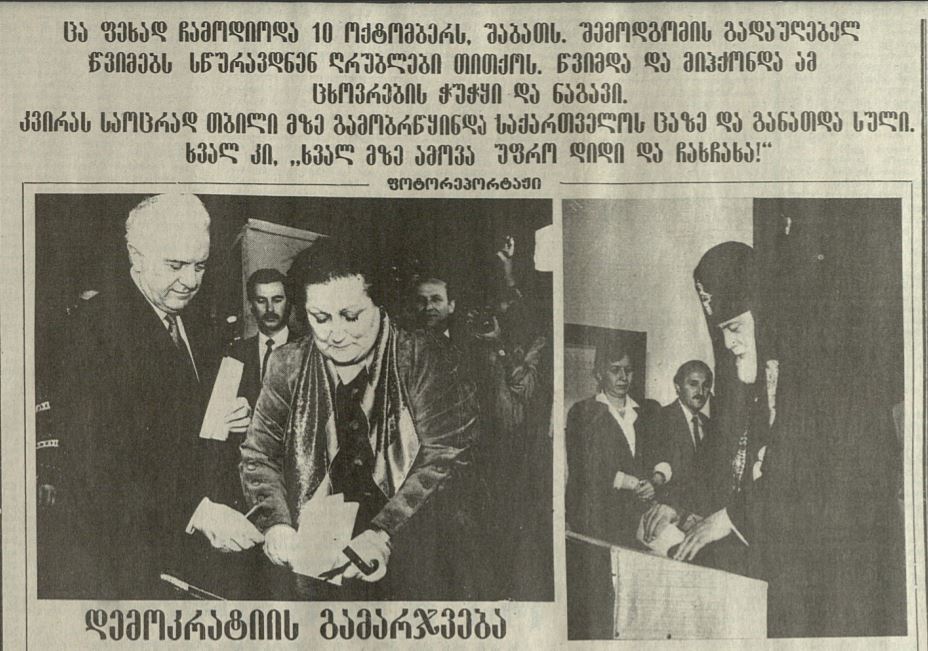 ცა ფეხად ჩამოდიოდა 10 ოქტომბერს, შაბათს. შემოდგომის გადაუღებელ
წვიმებს სწურავდნენ ღრუბლები თითქოს. წვიმდა და მიჰქონდა ამ
ცხოვრების ჭუჭყი და ნაგავი.
კვირას საოცრად თბილი მზე გამობრწყინდა საქართველოს ცაზე და განათდა სული.
ხვალ კი, „ხვალ მზე ამოვა უფრო დიდი და ჩახჩახა!“
ფოტორეპორტაჟი
დემოკრატიის გამარჯვება